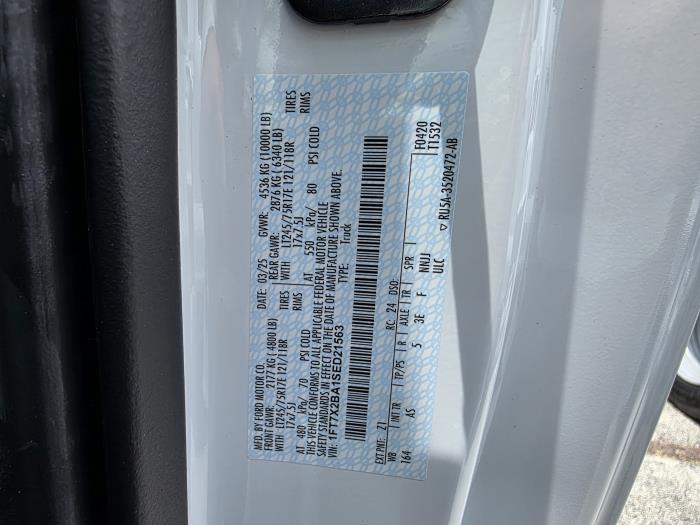 MFD. BY FORD MOTOR CO.
DATE: 03/25 GVWR: 4536 KG (10000 LB)
FRONT GAWR: 2177 KG (4800 LB) REAR GAWR: 2876 KG (6340 LB)
WITH LT245/75R17E 121/118R TIRES WITH LT245/75R17E 121/118R TIRES
17x7.5J RIMS 17x7.5J RIMS
AT 480 kPa/ 70 PSI COLD AT 550 kPa/ 80 PSI COLD
THIS VEHICLE CONFORMS TO ALL APPLICABLE FEDERAL MOTOR VEHICLE
SAFETY STANDARDS IN EFFECT ON THE DATE OF MANUFACTURE SHOWN ABOVE.
VIN: 1FT7X2BA1SED21563 TYPE: Truck
F0420
T1532
EXT PNT: Z1 RC: 24 DSO:
WB INT TR TP/PS R AXLE TR SPR
164 AS 5 3E F NNJJ
ULC
▽ RU5A-3520472-AB